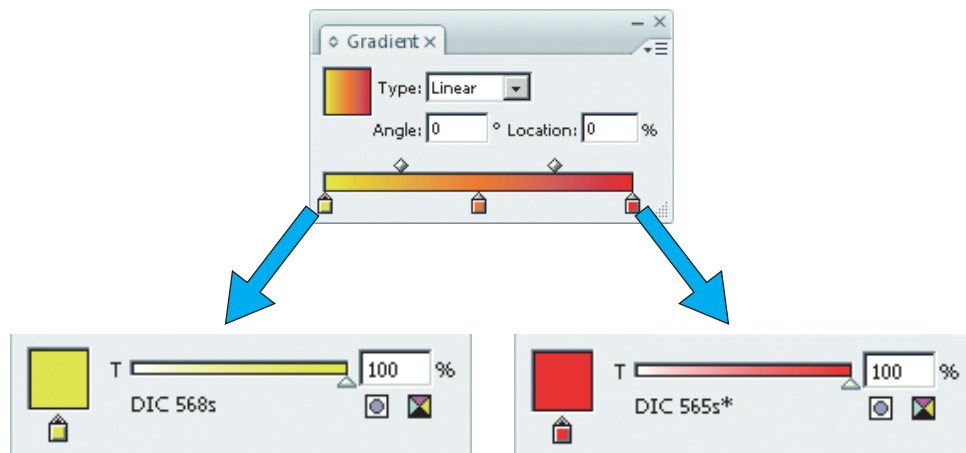 Gradient
Type: Linear
Angle: 0 ° Location: 0 %
T 100 %
DIC 568s
T 100 %
DIC 565s*